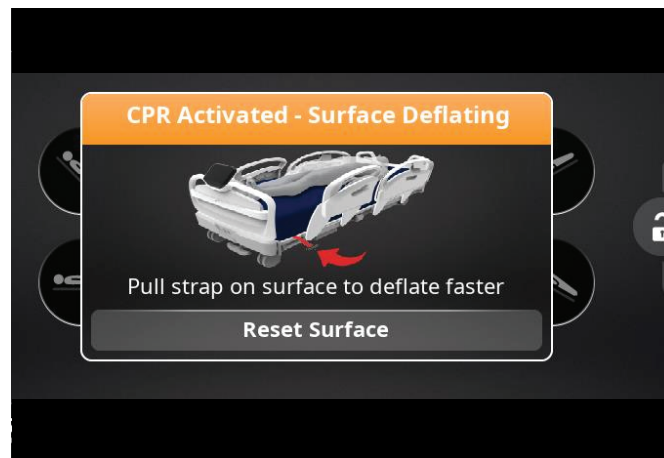 CPR Activated - Surface Deflating
Pull strap on surface to deflate faster
Reset Surface